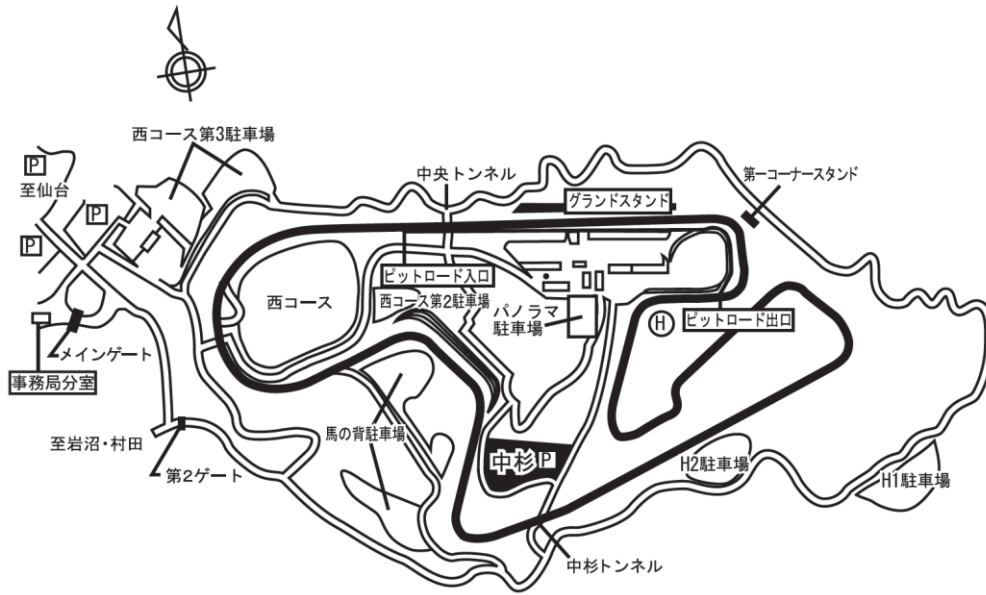 西コース第3駐車場
P
至仙台
P
P
中央トンネル
グランドスタンド
第一コーナースタンド
ピットロード入口
西コース
西コース第2駐車場
パノラマ
駐車場
H
ピットロード出口
メインゲート
事務局分室
至岩沼・村田
第2ゲート
馬の背駐車場
中杉 P
H2駐車場
H1駐車場
中杉トンネル